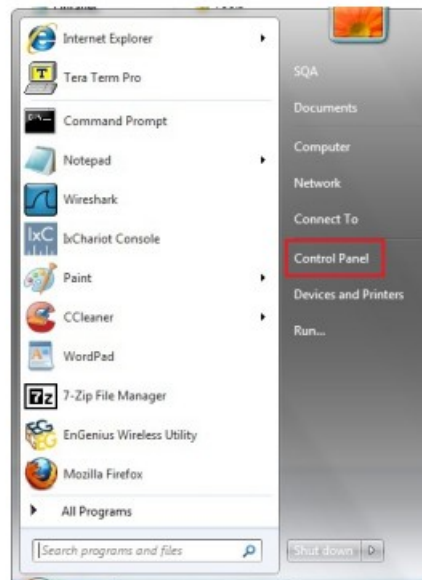 Internet Explorer
Tera Term Pro
Command Prompt
Notepad
Wireshark
IxC
IxChariot Console
Paint
CCleaner
WordPad
7z
7-Zip File Manager
EnGenius Wireless Utility
Mozilla Firefox
All Programs
Search programs and files
SQA
Documents
Computer
Network
Connect To
Control Panel
Devices and Printers
Run...
Shut down